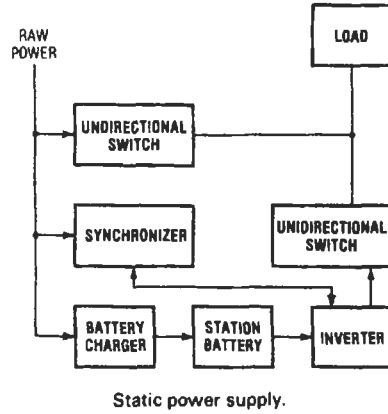 RAW
POWER
LOAD
UNDIRECTIONAL
SWITCH
SYNCHRONIZER
UNIDIRECTIONAL
SWITCH
BATTERY
CHARGER
STATION
BATTERY
INVERTER
Static power supply.